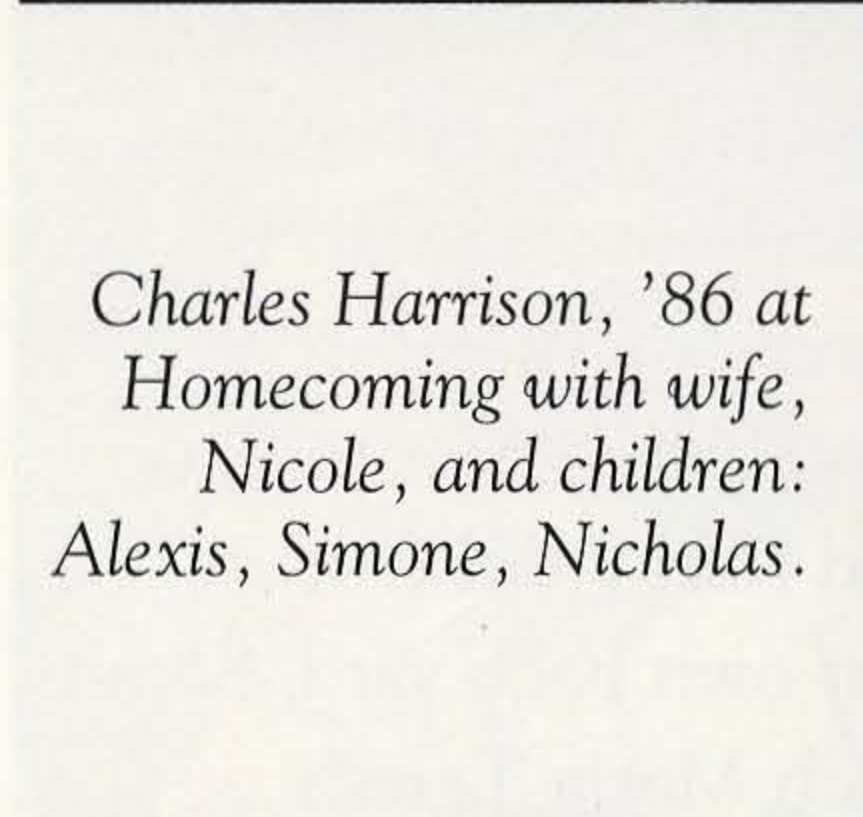 Charles Harrison, ’86 at
Homecoming with wife,
Nicole, and children:
Alexis, Simone, Nicholas.